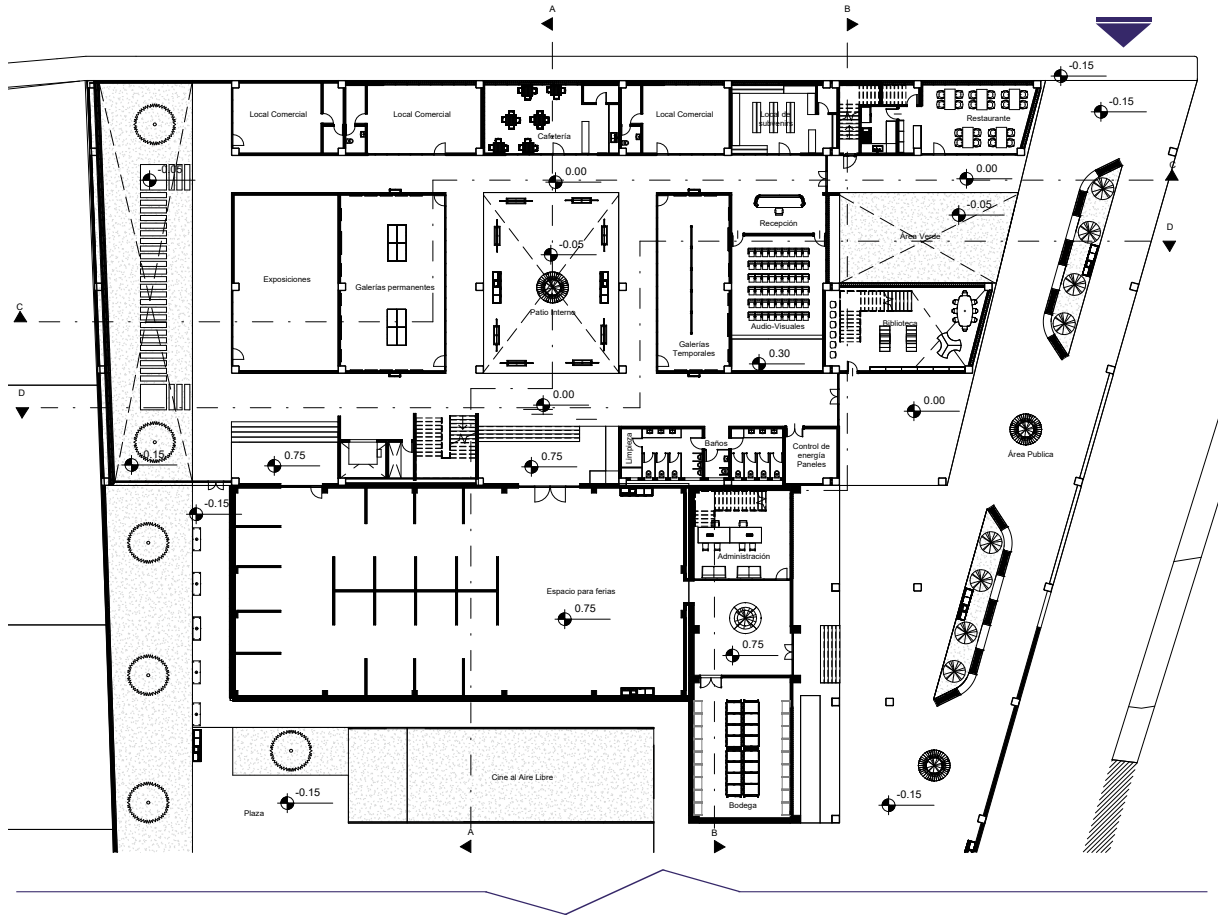 A
B
-0.15
-0.15
Local Comercial
Local Comercial
Cafetería
Local Comercial
Local de
subvenirs
Restaurante
-0.05
0.00
0.00
C
-0.05
Recepción
Área Verde
D
-0.05
Exposiciones
Galerías permanentes
Patio Interno
C
Audio-Visuales
Biblioteca
Galerías
Temporales
0.30
D
0.00
0.00
Área Publica
-0.15
0.75
0.75
Limpieza
Baños
Control de
energía
Paneles
-0.15
Administración
Espacio para ferias
0.75
0.75
Cine al Aire Libre
-0.15
Plaza
Bodega
-0.15
A
B